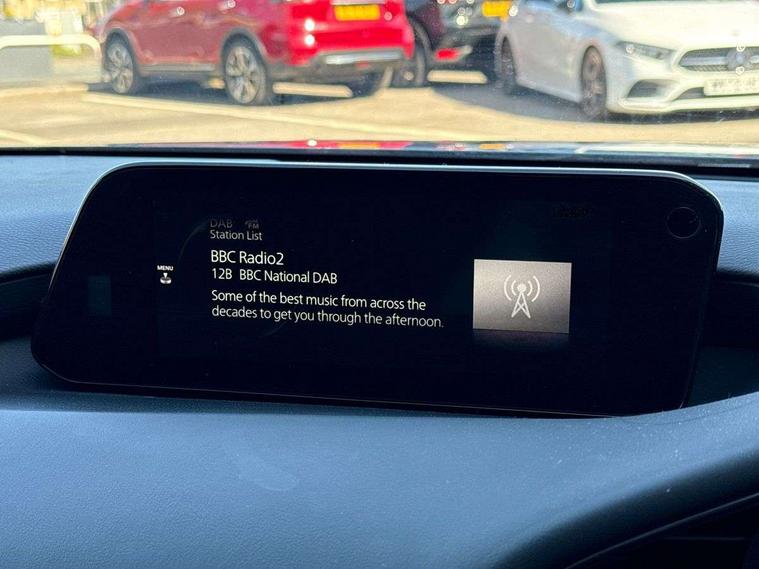 DAB FM
Station List
MENU
BBC Radio2
12B BBC National DAB
Some of the best music from across the
decades to get you through the afternoon.